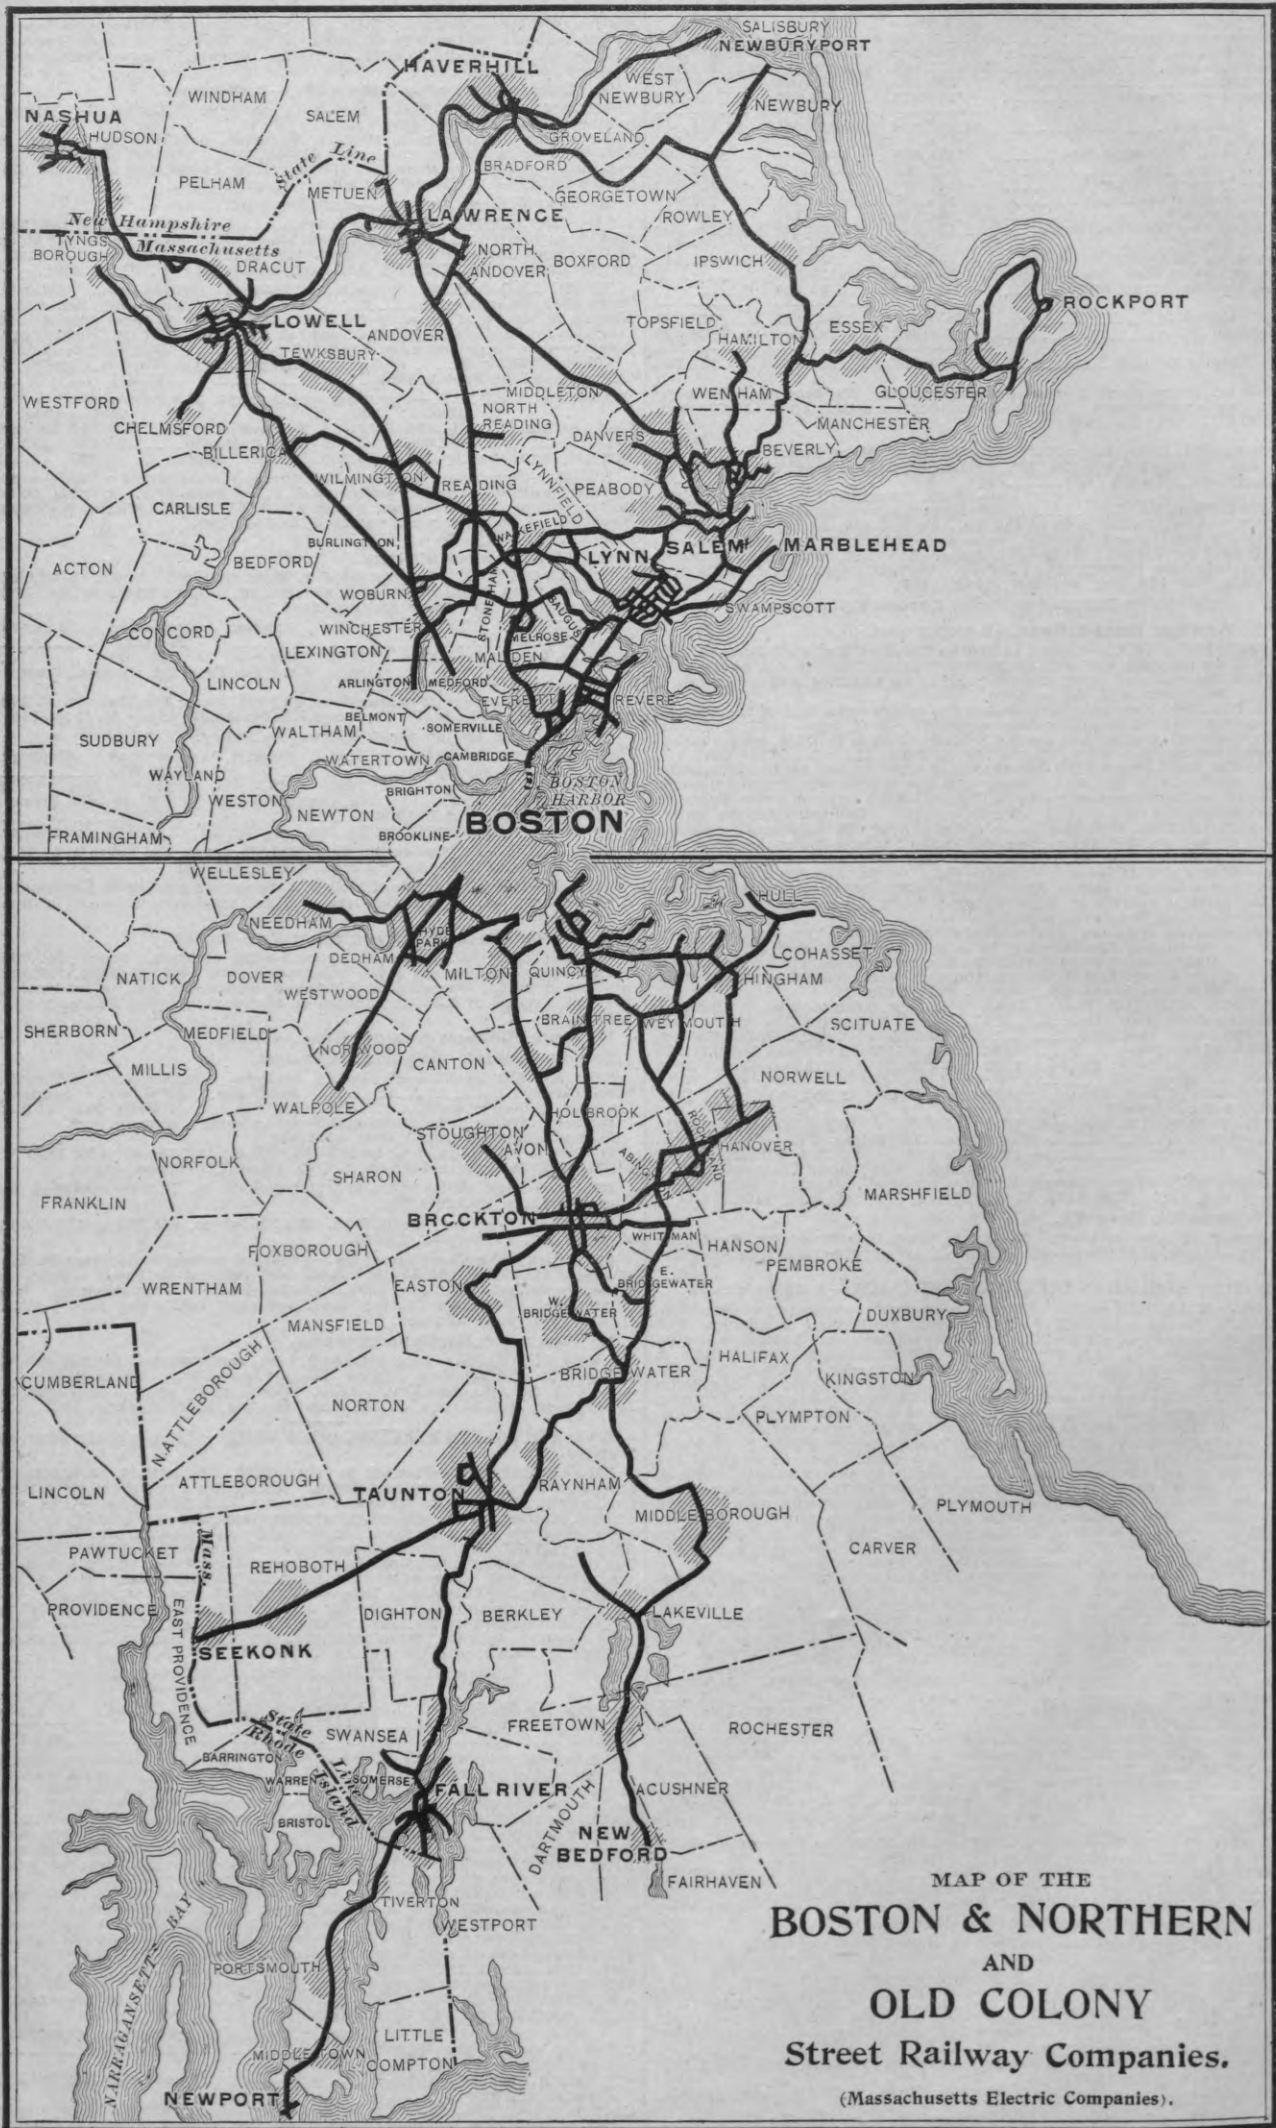 SALISBURY
NEWBURYPORT
HAVERHILL
WEST
NEWBURY
WINDHAM
NEWBURY
SALEM
NASHUA
HUDSON
GROVELAND
State Line
BRADFORD
PELHAM
METUEN
GEORGETOWN
LAWRENCE
ROWLEY
New Hampshire
Massachusetts
TYNGS
BOROUGH
NORTH
ANDOVER
BOXFORD
IPSWICH
DRACUT
ROCKPORT
LOWELL
ANDOVER
TOPSFIELD
HAMILTON
ESSEX
TEWKSBURY
MIDDLETON
WENHAM
GLOUCESTER
WESTFORD
NORTH
READING
CHELMSFORD
DANVERS
MANCHESTER
BILLERICA
BEVERLY
WILMINGTON
READING
LYNNFIELD
PEABODY
CARLISLE
WAKEFIELD
BURLINGTON
LYNN
SALEM
MARBLEHEAD
ACTON
BEDFORD
WOBURN
STONEHAM
SAUGUS
SWAMPSCOTT
CONCORD
WINCHESTER
MELROSE
LEXINGTON
MALDEN
LINCOLN
ARLINGTON
MEDFORD
EVERETT
REVERE
BELMONT
SOMERVILLE
WALTHAM
SUDBURY
WATERTOWN
CAMBRIDGE
WAYLAND
BOSTON
HARBOR
BRIGHTON
WESTON
NEWTON
BOSTON
FRAMINGHAM
BROOKLINE
WELLESLEY
HULL
NEEDHAM
HYDE
PARK
DEDHAM
COHASSET
NATICK
DOVER
MILTON
QUINCY
HINGHAM
WESTWOOD
SHERBORN
MEDFIELD
BRAINTREE
WEYMOUTH
SCITUATE
NORWOOD
CANTON
MILLIS
NORWELL
WALPOLE
HOLBROOK
ROCKLAND
STOUGHTON
AVON
HANOVER
NORFOLK
SHARON
FRANKLIN
MARSHFIELD
BROCKTON
WHITMAN
HANSON
FOXBOROUGH
PEMBROKE
WRENTHAM
EASTON
E.
BRIDGEWATER
W.
BRIDGEWATER
MANSFIELD
DUXBURY
HALIFAX
BRIDGEWATER
CUMBERLAND
N. ATTLEBOROUGH
KINGSTON
NORTON
PLYMPTON
ATTLEBOROUGH
RAYNHAM
LINCOLN
TAUNTON
PLYMOUTH
MIDDLEBOROUGH
PAWTUCKET
Mass.
REHOBOTH
CARVER
PROVIDENCE
EAST PROVIDENCE
DIGHTON
BERKLEY
LAKEVILLE
SEEKONK
State Line
Rhode Island
SWANSEA
FREETOWN
ROCHESTER
BARRINGTON
WARREN
SOMERSET
FALL RIVER
ACUSHNER
BRISTOL
DARTMOUTH
NEW
BEDFORD
FAIRHAVEN
TIVERTON
WESTPORT
NARRAGANSETT BAY
PORTSMOUTH
LITTLE
COMPTON
MIDDLETOWN
NEWPORT
MAP OF THE
BOSTON & NORTHERN
AND
OLD COLONY
Street Railway Companies.
(Massachusetts Electric Companies).